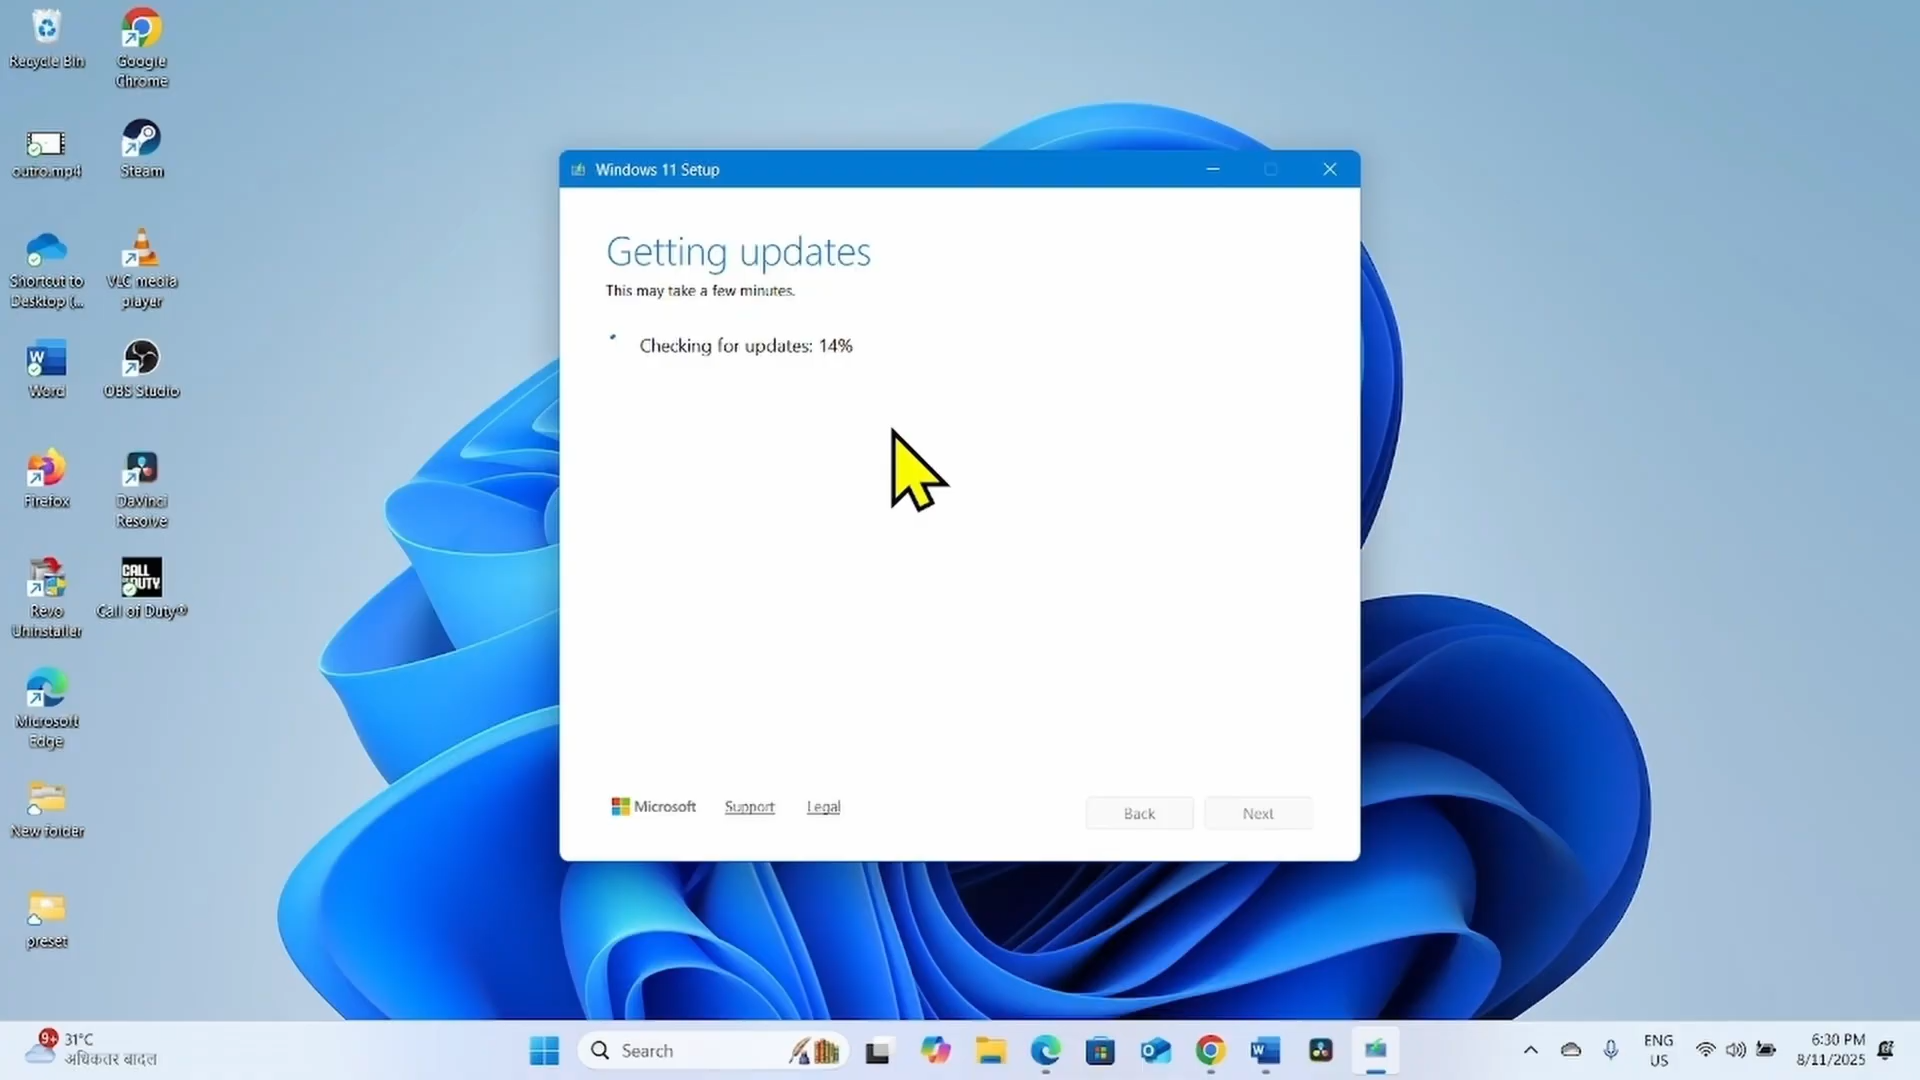 Recycle Bin
Google
Chrome
outro.mp4
Steam
Shortcut to
Desktop (...
VLC media
player
Word
OBS Studio
Firefox
DaVinci
Resolve
Revo
Uninstaller
CALL
DUTY
Call of Duty®
Microsoft
Edge
New folder
preset
Windows 11 Setup
Getting updates
This may take a few minutes.
Checking for updates: 14%
Microsoft
Support
Legal
Back
Next
9+
31°C
अधिकतर बादल
Search
ENG
US
6:30 PM
8/11/2025